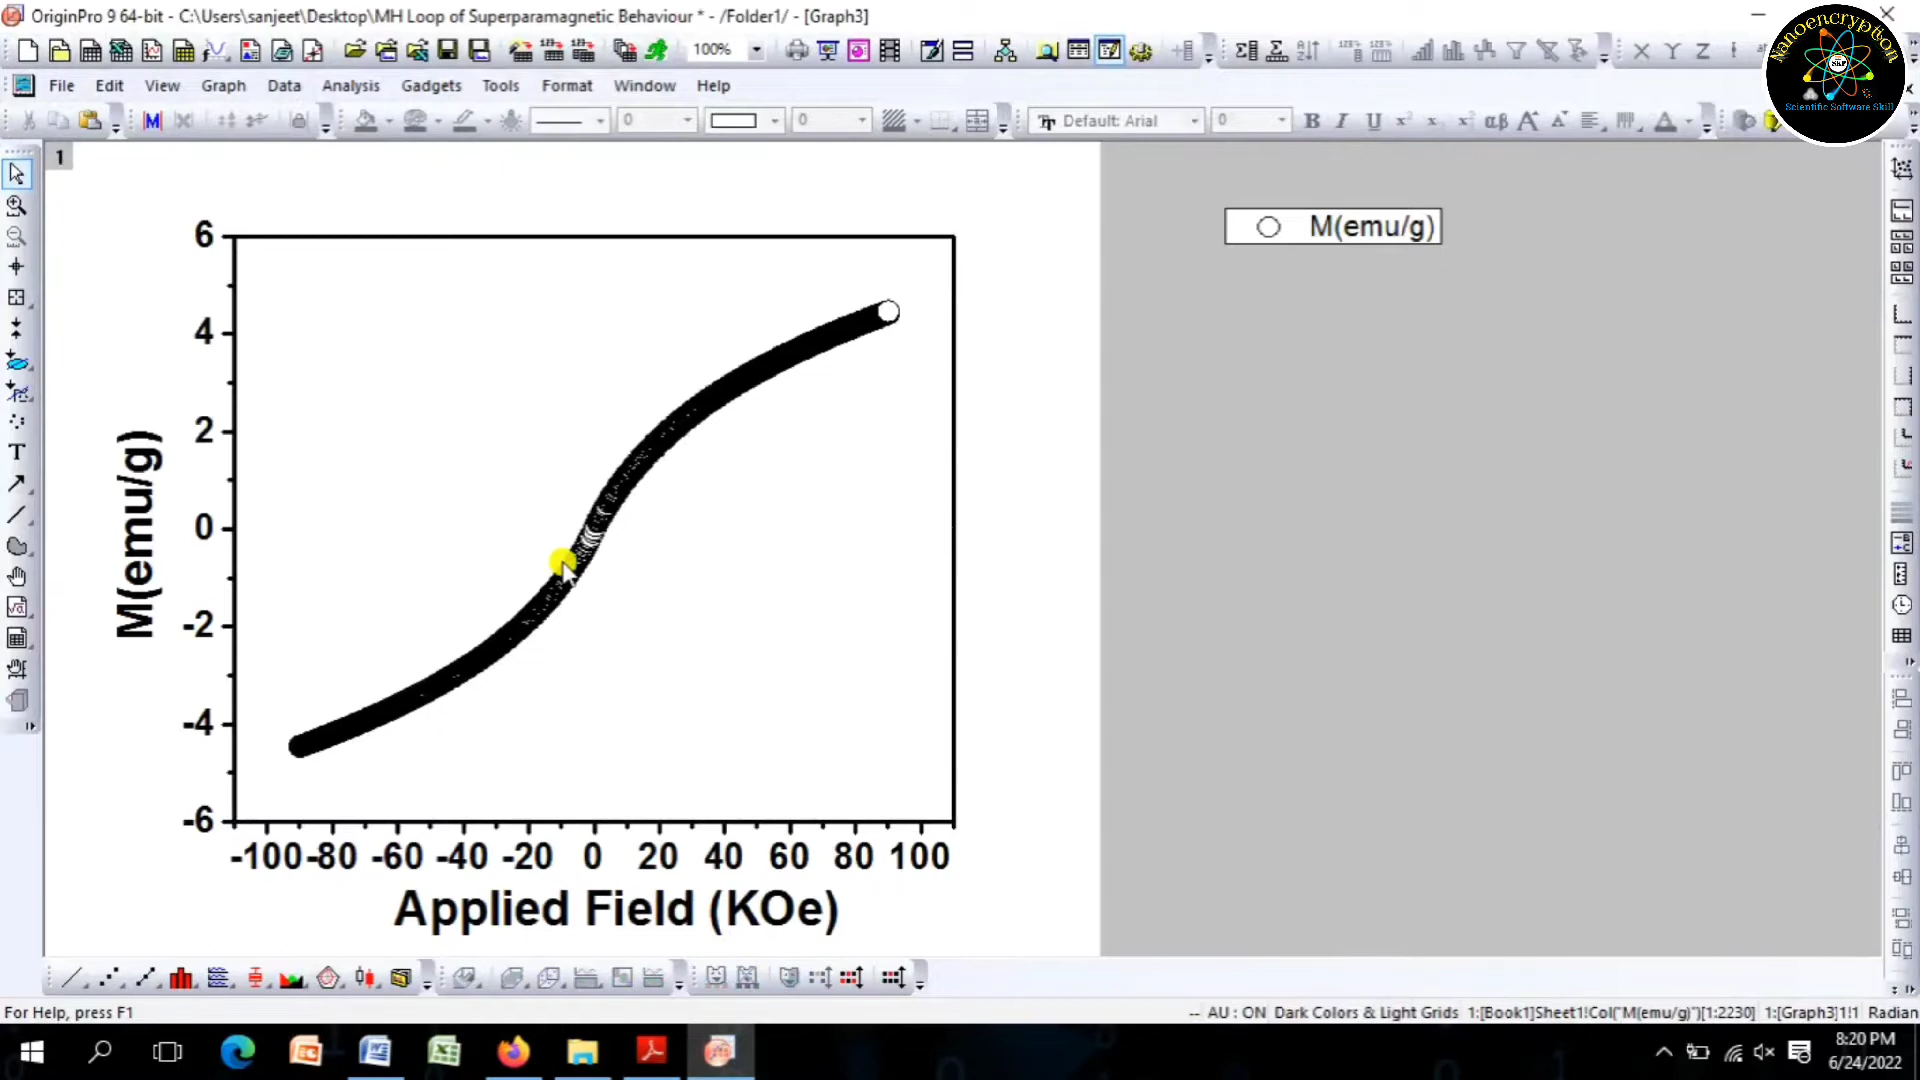 OriginPro 9 64-bit - C:\Users\sanjeet\Desktop\MH Loop of Superparamagnetic Behaviour * - /Folder1/ - [Graph3]
100%
File Edit View Graph Data Analysis Gadgets Tools Format Window Help
0 0 Default: Arial 0 B I U
Nanoencryption
SKP
Scientific Software Skill
1
M(emu/g)
6
4
2
0
-2
-4
-6
M(emu/g)
-100 -80 -60 -40 -20 0 20 40 60 80 100
Applied Field (KOe)
For Help, press F1
-- AU : ON Dark Colors & Light Grids 1:[Book1]Sheet1!Col("M(emu/g)")[1:2230] 1:[Graph3]1!1 Radian
8:20 PM
6/24/2022